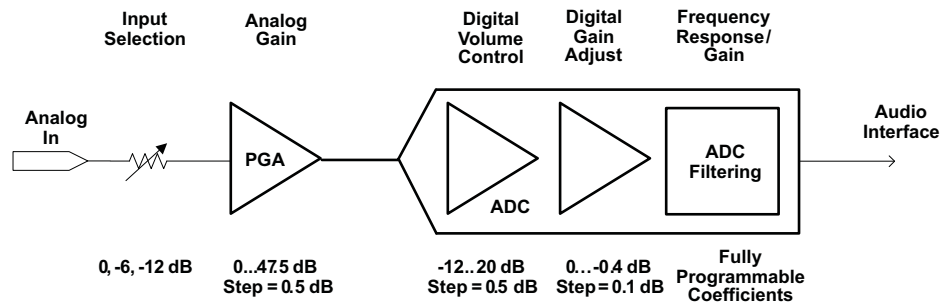 Input
Selection
Analog
Gain
Digital
Volume
Control
Digital
Gain
Adjust
Frequency
Response/
Gain
Analog
In
PGA
ADC
ADC
Filtering
Audio
Interface
0, -6, -12 dB
0...47.5 dB
Step = 0.5 dB
-12...20 dB
Step = 0.5 dB
0...-0.4 dB
Step = 0.1 dB
Fully
Programmable
Coefficients